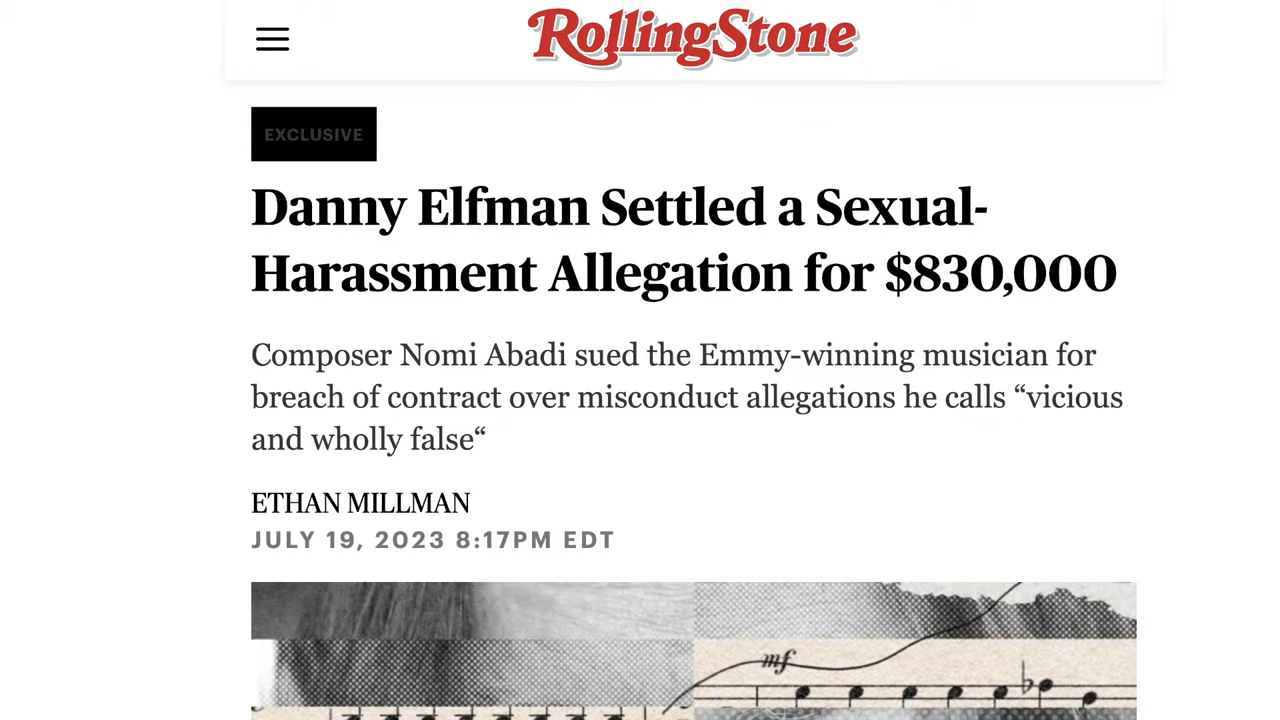 RollingStone
EXCLUSIVE
Danny Elfman Settled a Sexual-
Harassment Allegation for $830,000
Composer Nomi Abadi sued the Emmy-winning musician for
breach of contract over misconduct allegations he calls “vicious
and wholly false“
ETHAN MILLMAN
JULY 19, 2023 8:17PM EDT
mf